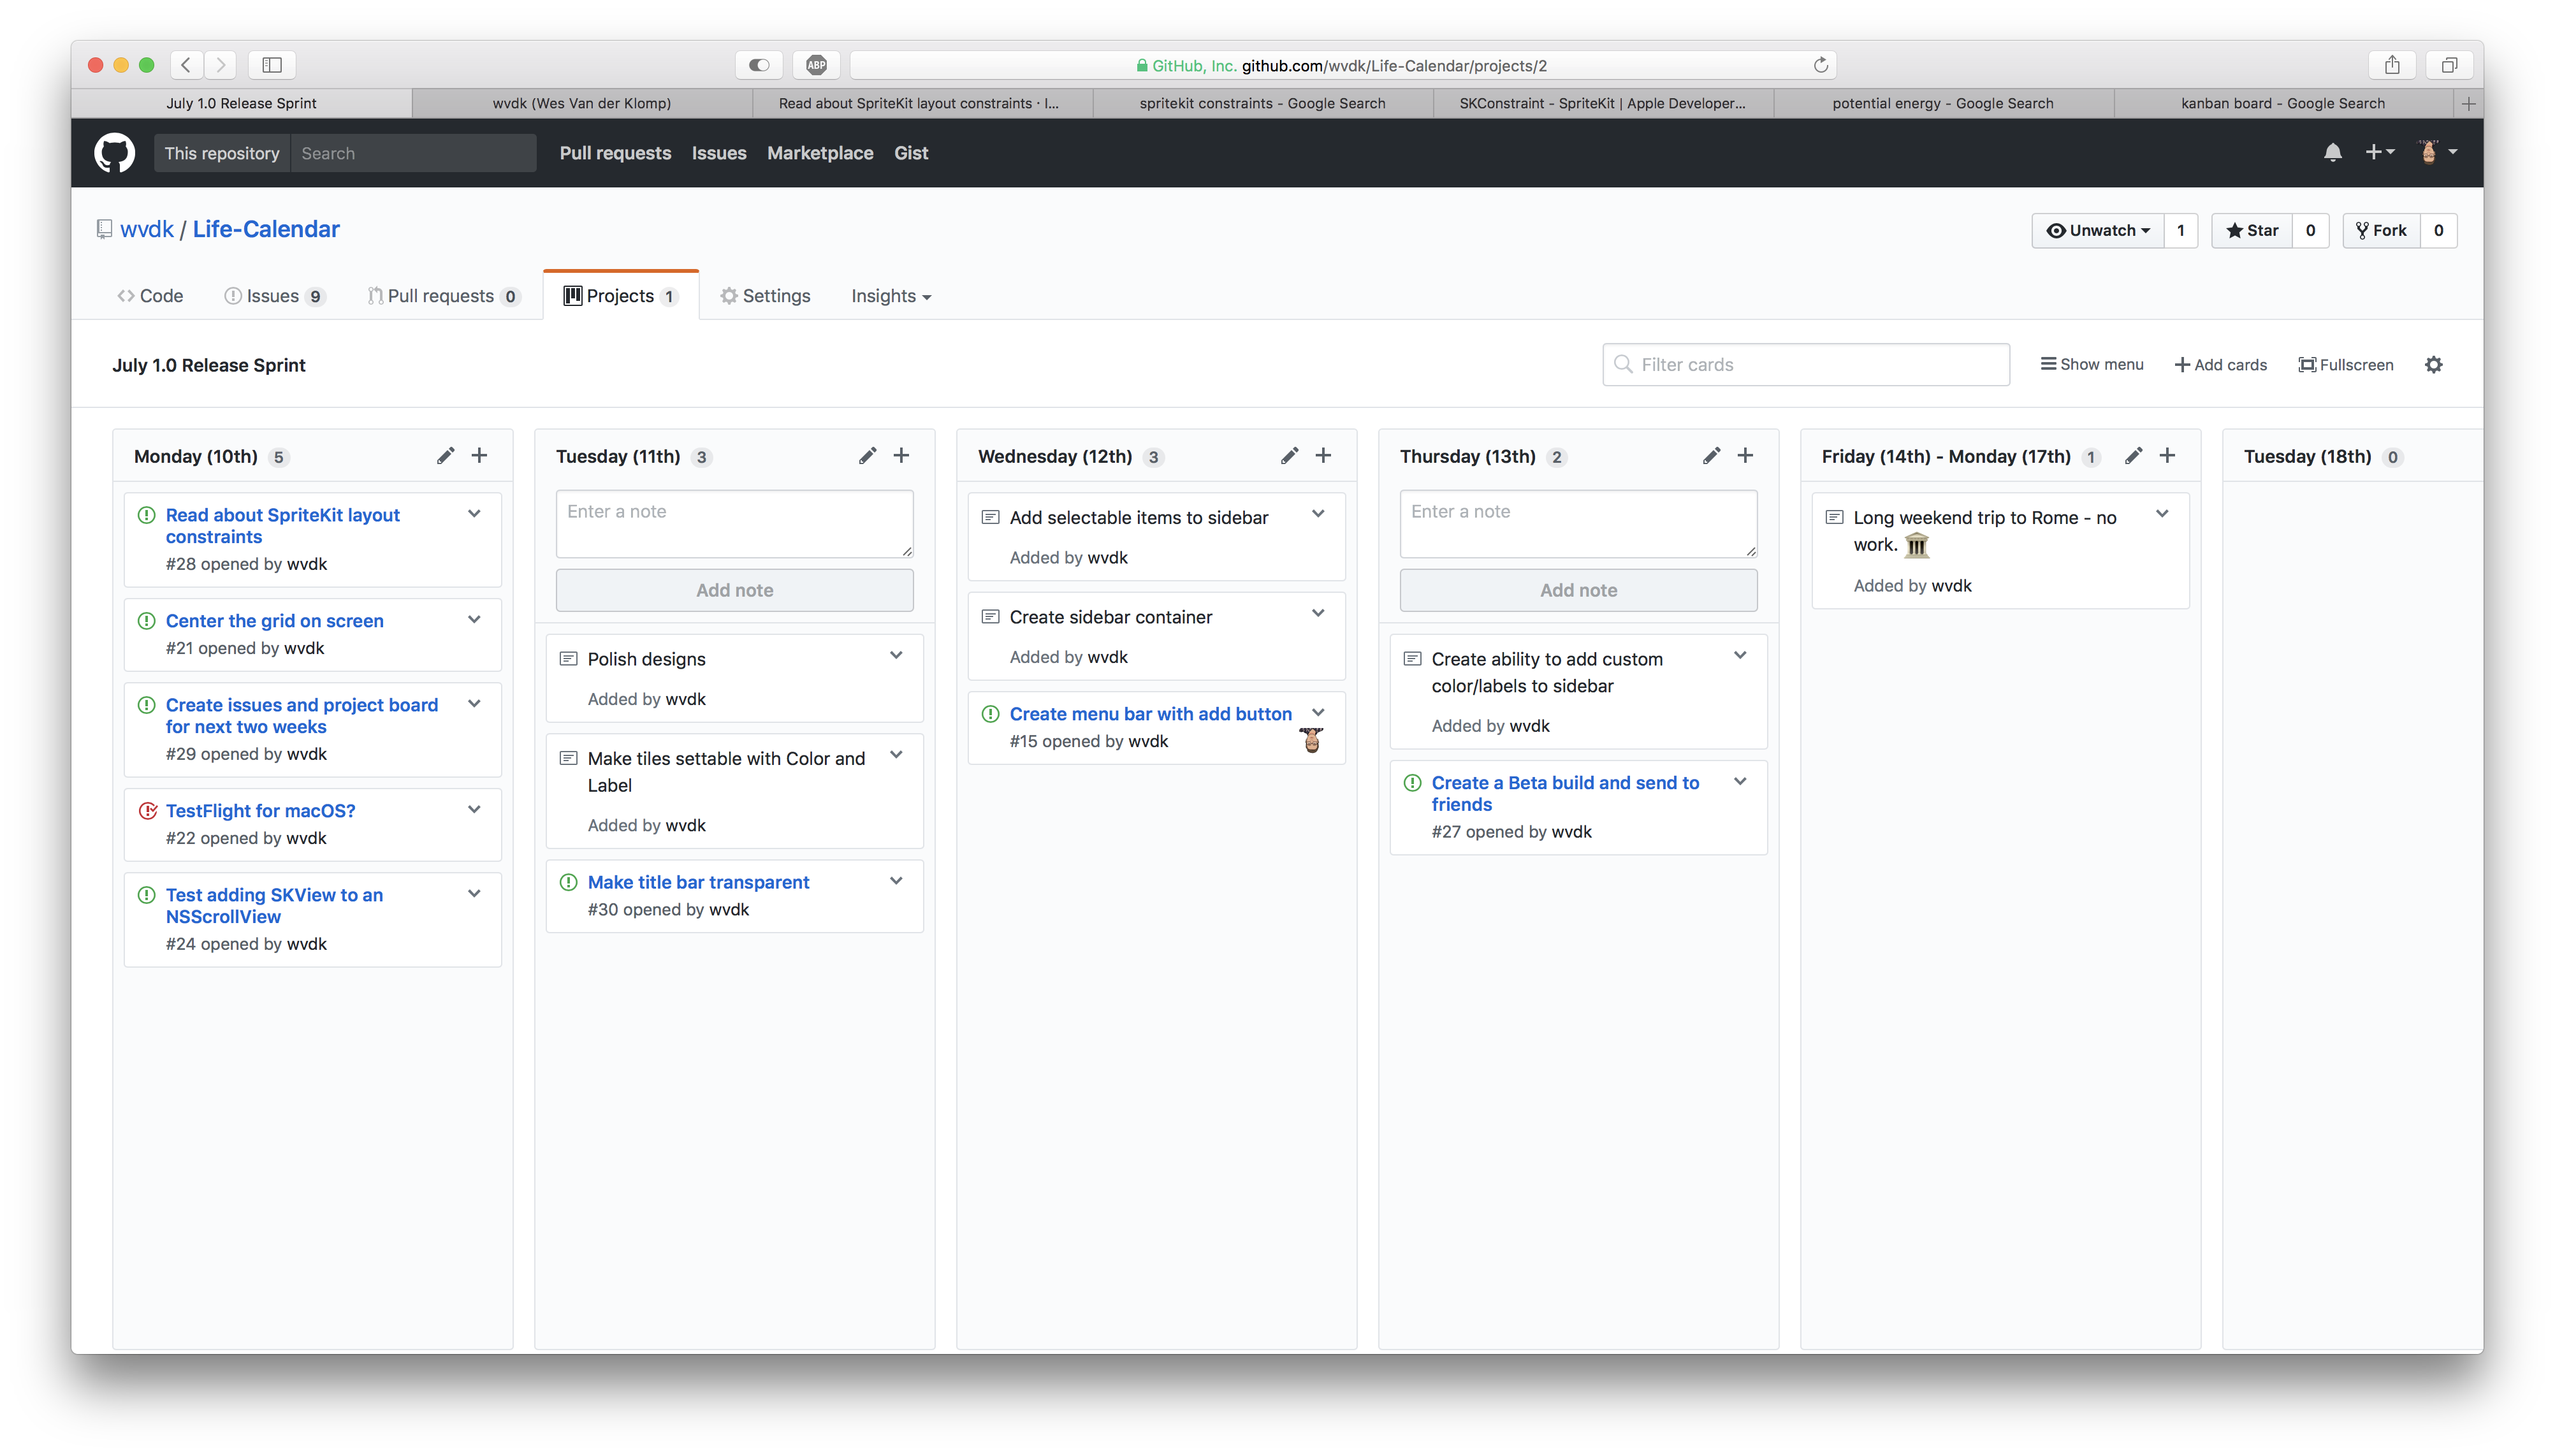 GitHub, Inc. github.com/wvdk/Life-Calendar/projects/2
ABP
July 1.0 Release Sprint
wvdk (Wes Van der Klomp)
Read about SpriteKit layout constraints · I...
spritekit constraints - Google Search
SKConstraint - SpriteKit | Apple Developer...
potential energy - Google Search
kanban board - Google Search
This repository Search
Pull requests Issues Marketplace Gist
wvdk / Life-Calendar
Unwatch 1 Star 0 Fork 0
Code Issues 9 Pull requests 0 Projects 1 Settings Insights
July 1.0 Release Sprint
Filter cards
Show menu Add cards Fullscreen
Monday (10th) 5
Read about SpriteKit layout
constraints
#28 opened by wvdk
Center the grid on screen
#21 opened by wvdk
Create issues and project board
for next two weeks
#29 opened by wvdk
TestFlight for macOS?
#22 opened by wvdk
Test adding SKView to an
NSScrollView
#24 opened by wvdk
Tuesday (11th) 3
Enter a note
Add note
Polish designs
Added by wvdk
Make tiles settable with Color and
Label
Added by wvdk
Make title bar transparent
#30 opened by wvdk
Wednesday (12th) 3
Add selectable items to sidebar
Added by wvdk
Create sidebar container
Added by wvdk
Create menu bar with add button
#15 opened by wvdk
Thursday (13th) 2
Enter a note
Add note
Create ability to add custom
color/labels to sidebar
Added by wvdk
Create a Beta build and send to
friends
#27 opened by wvdk
Friday (14th) - Monday (17th) 1
Long weekend trip to Rome - no
work. 🏛
Added by wvdk
Tuesday (18th) 0